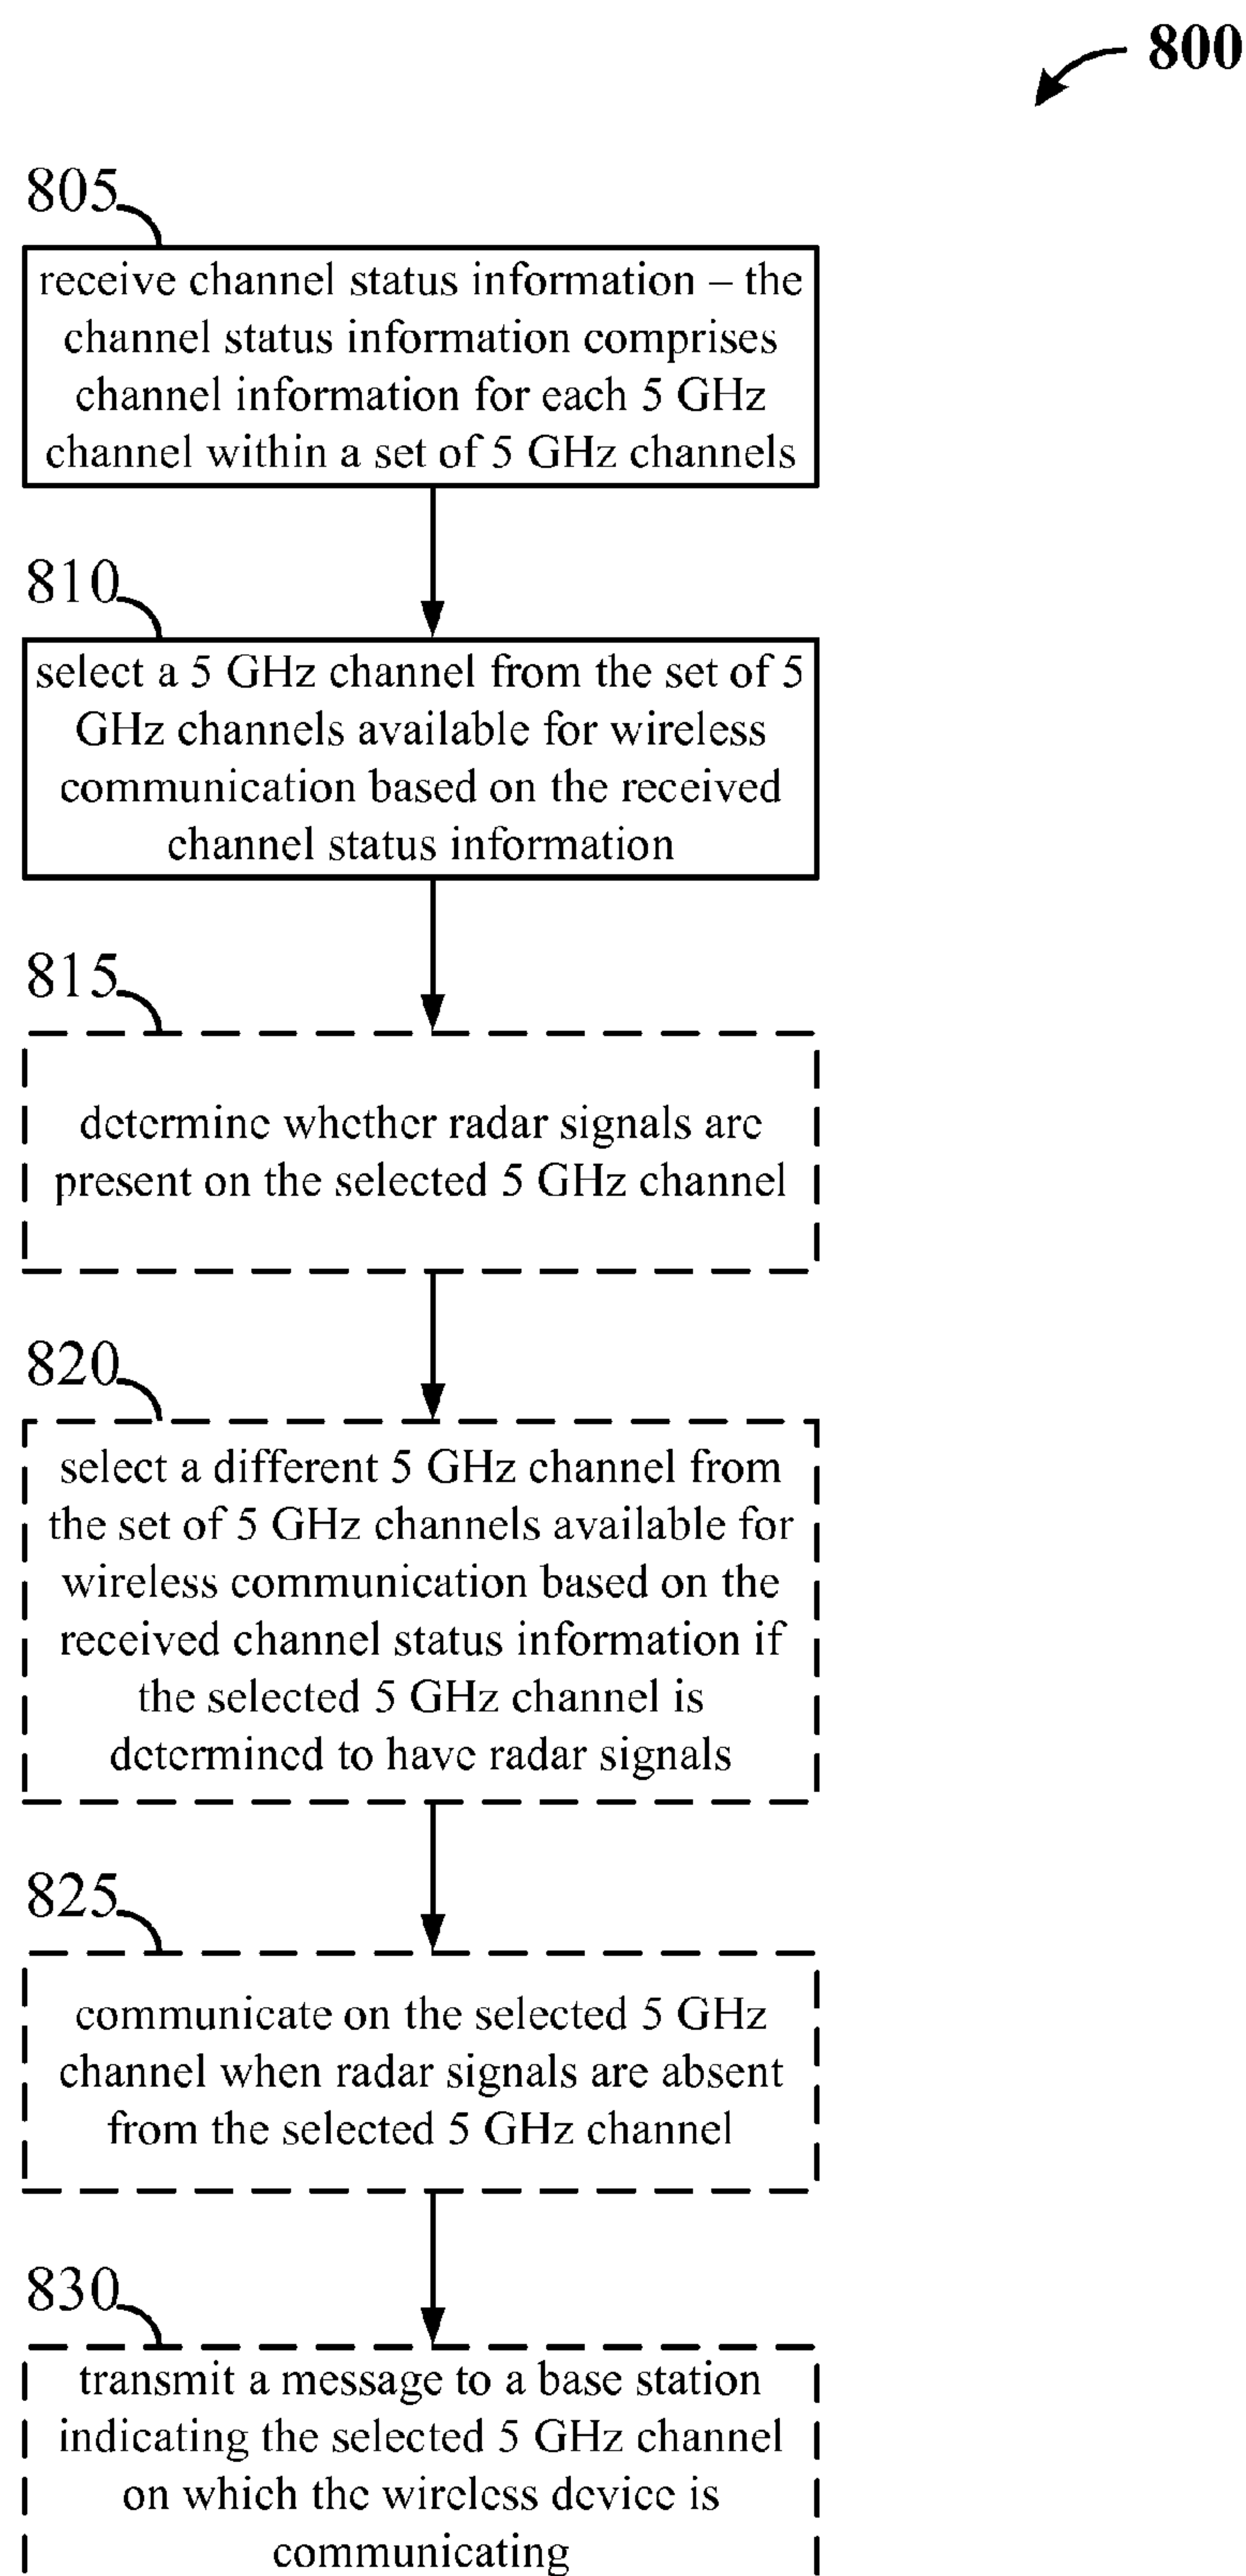 800
805
receive channel status information – the
channel status information comprises
channel information for each 5 GHz
channel within a set of 5 GHz channels
810
select a 5 GHz channel from the set of 5
GHz channels available for wireless
communication based on the received
channel status information
815
determine whether radar signals are
present on the selected 5 GHz channel
820
select a different 5 GHz channel from
the set of 5 GHz channels available for
wireless communication based on the
received channel status information if
the selected 5 GHz channel is
determined to have radar signals
825
communicate on the selected 5 GHz
channel when radar signals are absent
from the selected 5 GHz channel
830
transmit a message to a base station
indicating the selected 5 GHz channel
on which the wireless device is
communicating